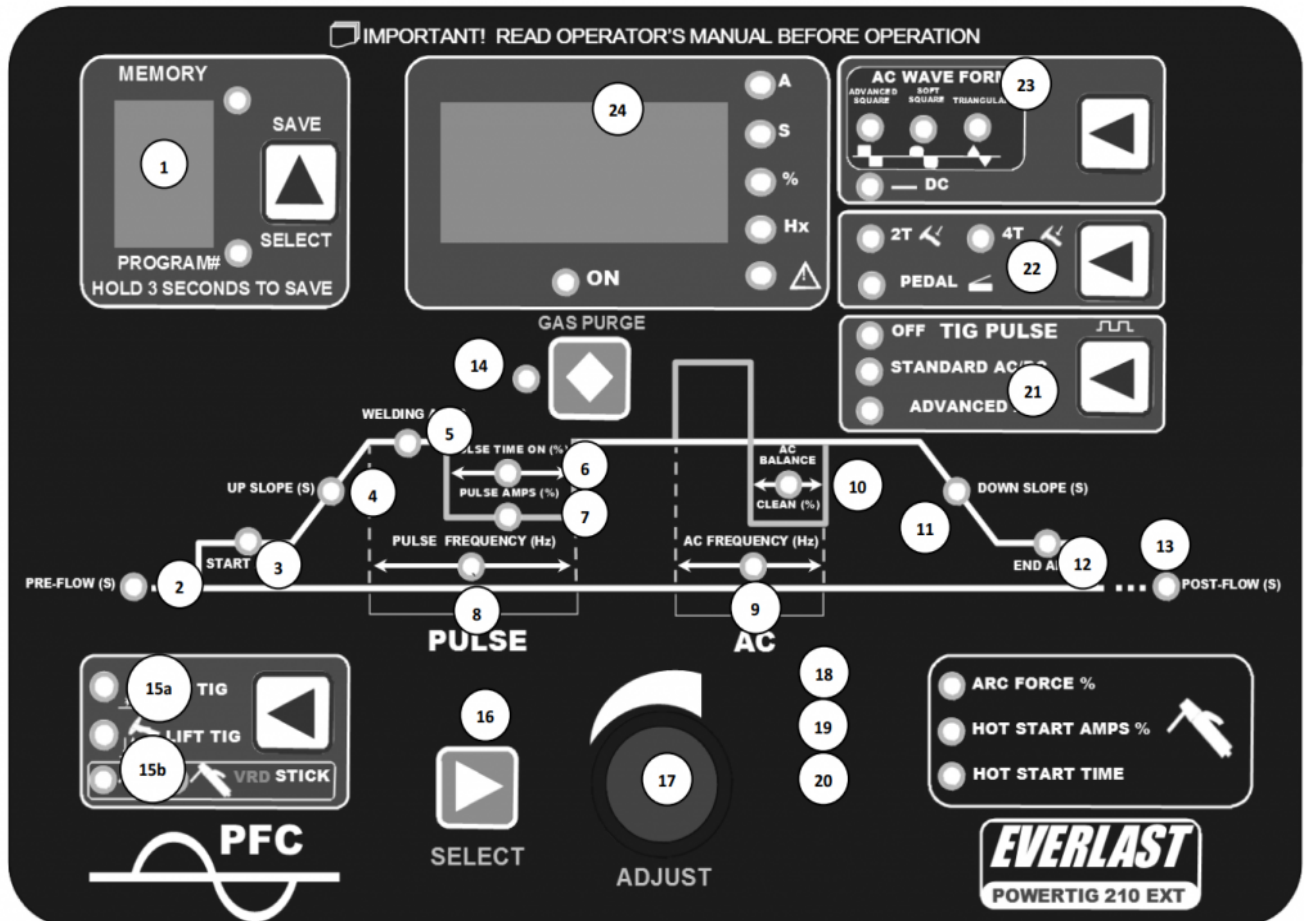 IMPORTANT! READ OPERATOR'S MANUAL BEFORE OPERATION
MEMORY
1
SAVE
SELECT
PROGRAM#
HOLD 3 SECONDS TO SAVE
24
A
S
%
Hx
ON
AC WAVE FORM
23
ADVANCED SQUARE
SOFT SQUARE
DC
2T
4T
22
PEDAL
OFF TIG PULSE
STANDARD
21
ADVANCED
GAS PURGE
14
WELDING
5
TIME ON (%)
6
PULSE AMPS (%)
7
UP SLOPE (S)
4
PULSE FREQUENCY (Hz)
START
3
PRE-FLOW (S)
2
8
PULSE
AC BALANCE
CLEAN (%)
10
AC FREQUENCY (Hz)
9
AC
11
DOWN SLOPE (S)
END
12
13
POST-FLOW (S)
15a
TIG
LIFT TIG
15b
VRD STICK
PFC
16
SELECT
17
ADJUST
18
19
20
ARC FORCE %
HOT START AMPS %
HOT START TIME
EVERLAST
POWERTIG 210 EXT